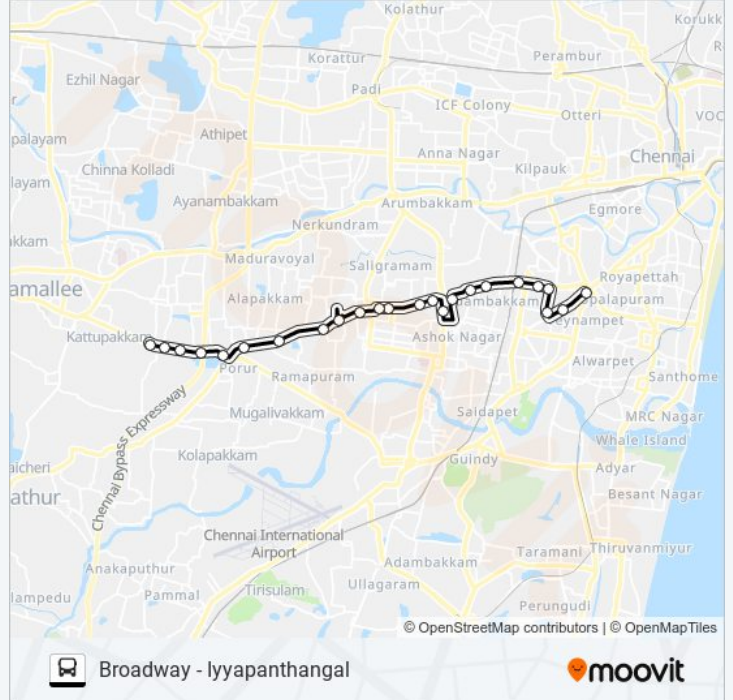 Kolathur
Korukk
Korattur
Perambur
R
Ezhil Nagar
Padi
ICF Colony
Otteri
VOC
r
palayam
Athipet
Anna Nagar
Chennai
Kilpauk
Chinna Kolladi
layam
Ayanambakkam
Arumbakkam
Egmore
Nerkundram
kkam
Maduravoyal
Saligramam
Royapettah
amallee
Alapakkam
ambakkam
palapuram
eynampet
Kattupakkam
Ashok Nagar
Porur
Ramapuram
Alwarpet
Santhome
Chennai Bypass Expressway
Mugalivakkam
Saidapet
MRC Nagar
Whale Island
Kolapakkam
Guindy
aicheri
Adyar
athur
Besant Nagar
Chennai International
Airport
Taramani
Thiruvanmiyur
Anakaputhur
Adambakkam
Ullagaram
lampedu
Pammal
Tirisulam
Perungudi
© OpenStreetMap contributors | © OpenMapTiles
Broadway - Iyyapanthangal
moovit